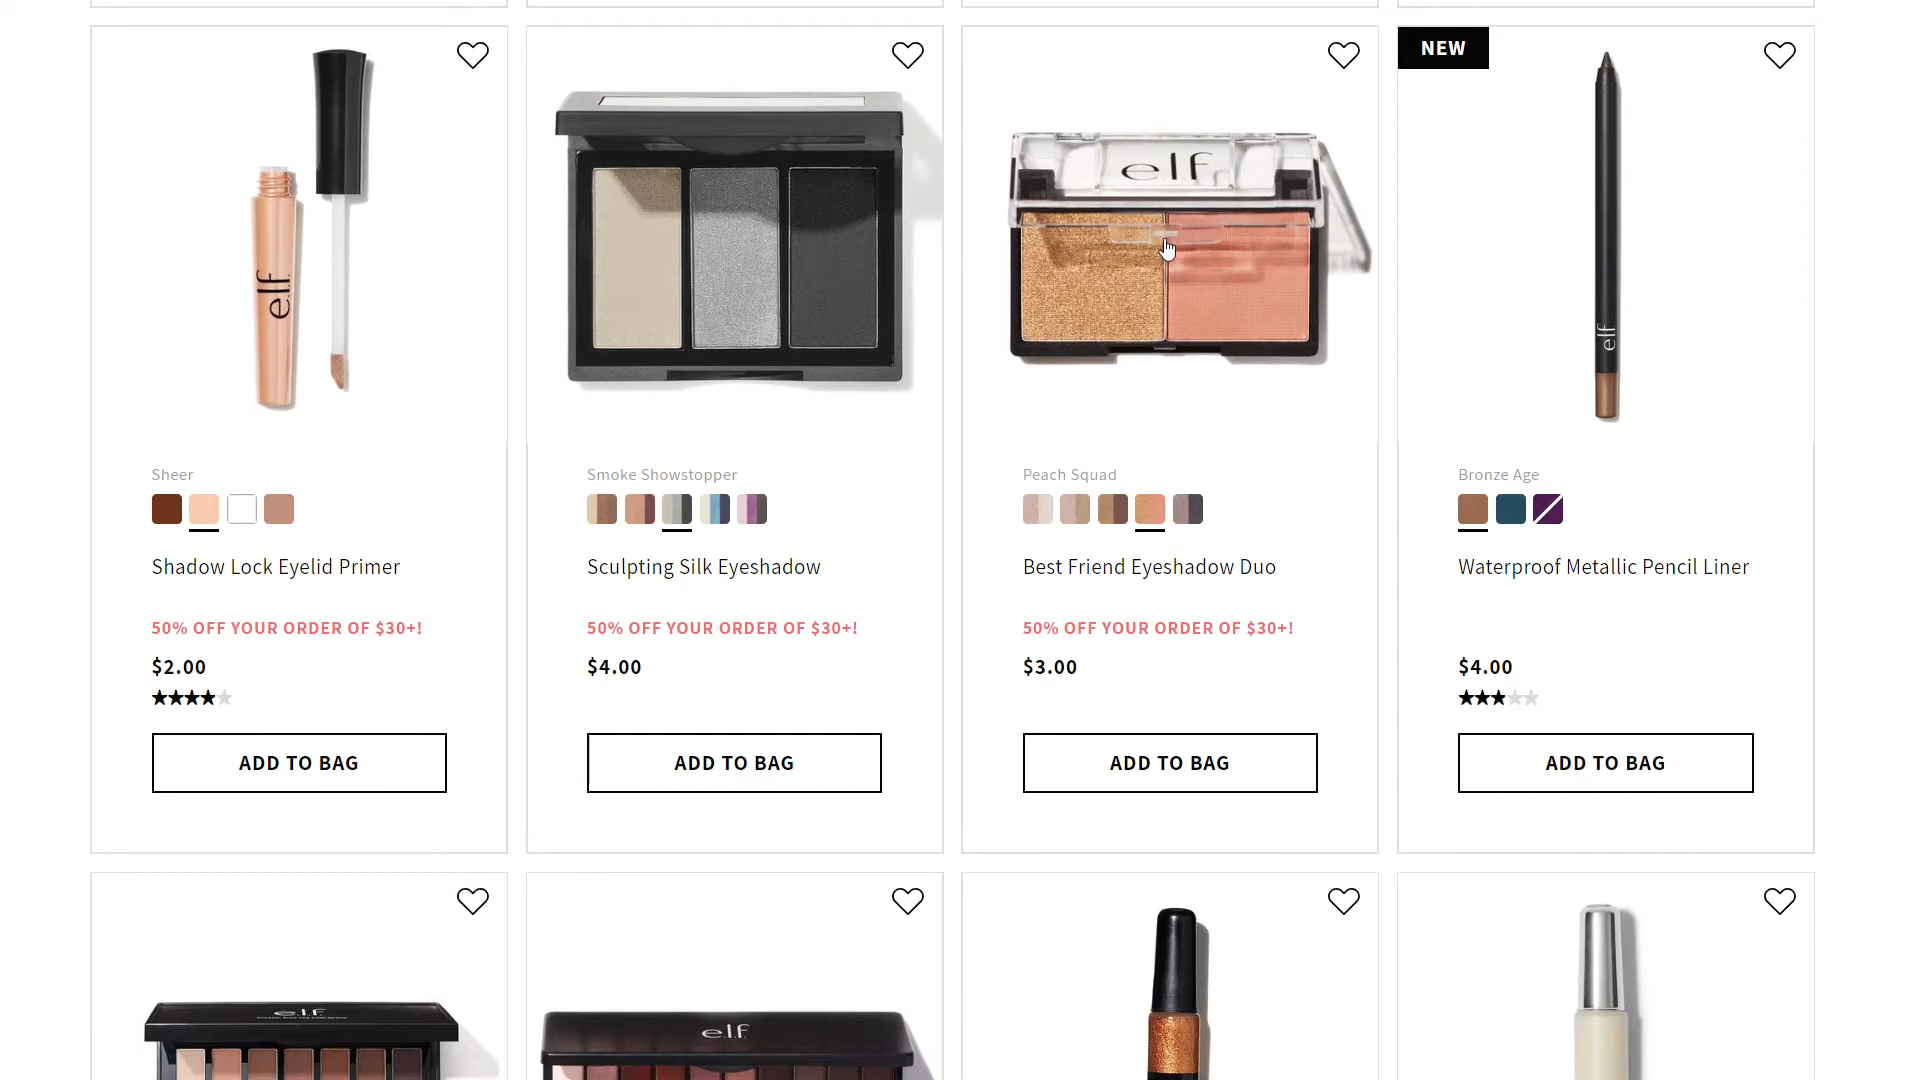 NEW
e.l.f.
elf
elf
Sheer
Smoke Showstopper
Peach Squad
Bronze Age
Shadow Lock Eyelid Primer
Sculpting Silk Eyeshadow
Best Friend Eyeshadow Duo
Waterproof Metallic Pencil Liner
50% OFF YOUR ORDER OF $30+!
50% OFF YOUR ORDER OF $30+!
50% OFF YOUR ORDER OF $30+!
$2.00
$4.00
$3.00
$4.00
ADD TO BAG
ADD TO BAG
ADD TO BAG
ADD TO BAG
e.l.f.
e.l.f.